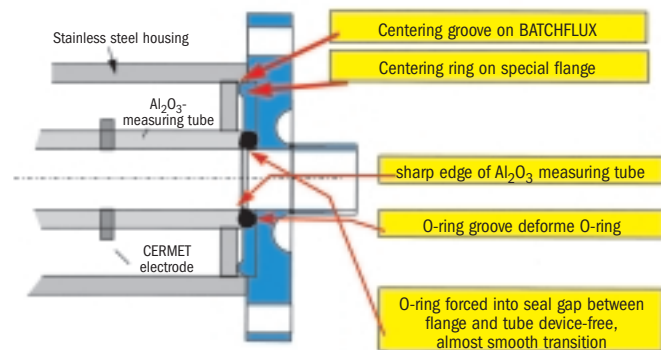 Stainless steel housing
Al₂O₃-
measuring tube
CERMET
electrode
Centering groove on BATCHFLUX
Centering ring on special flange
sharp edge of Al₂O₃ measuring tube
O-ring groove deforme O-ring
O-ring forced into seal gap between
flange and tube device-free,
almost smooth transition